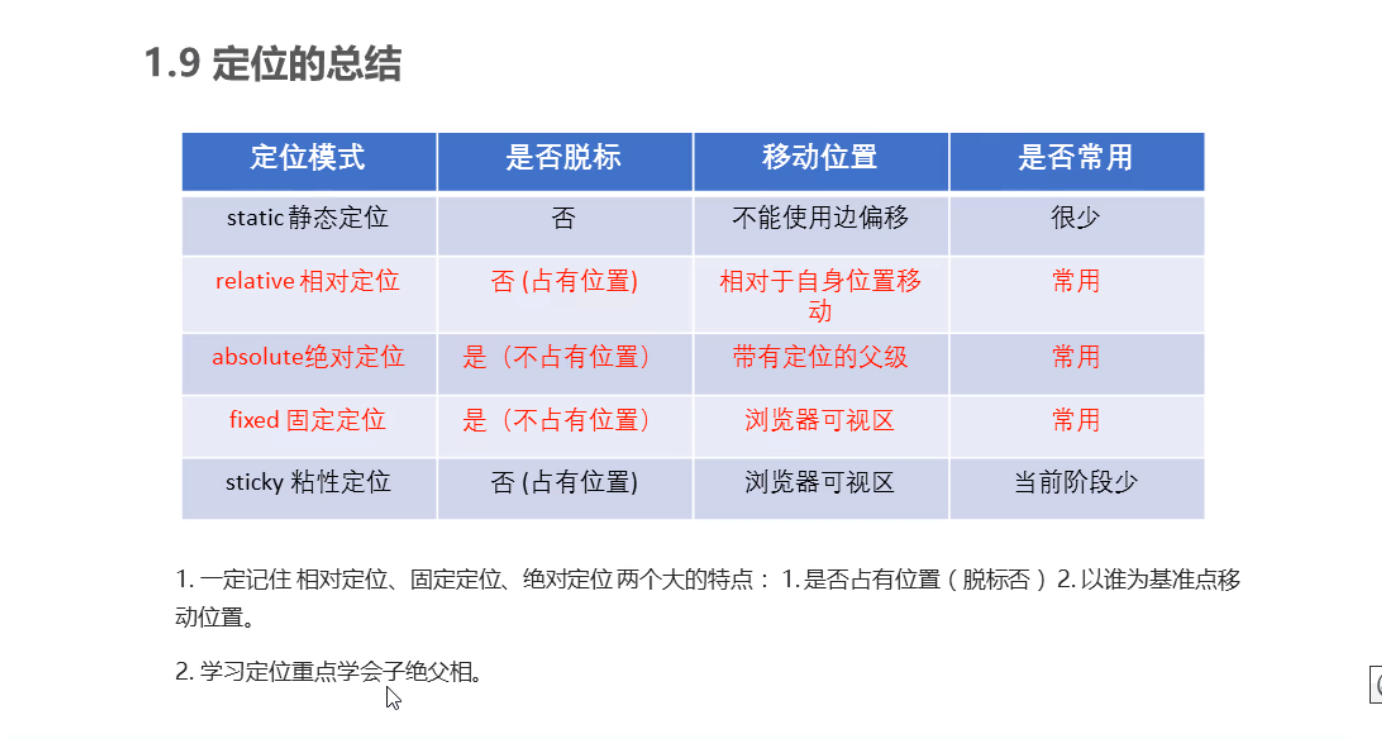 1.9 定位的总结
定位模式 是否脱标 移动位置 是否常用
static 静态定位 否 不能使用边偏移 很少
relative 相对定位 否 (占有位置) 相对于自身位置移 常用
动
absolute绝对定位 是（不占有位置） 带有定位的父级 常用
fixed 固定定位 是（不占有位置） 浏览器可视区 常用
sticky 粘性定位 否 (占有位置) 浏览器可视区 当前阶段少
1. 一定记住 相对定位、固定定位、绝对定位 两个大的特点： 1. 是否占有位置（脱标否） 2. 以谁为基准点移
动位置。
2. 学习定位重点学会子绝父相。